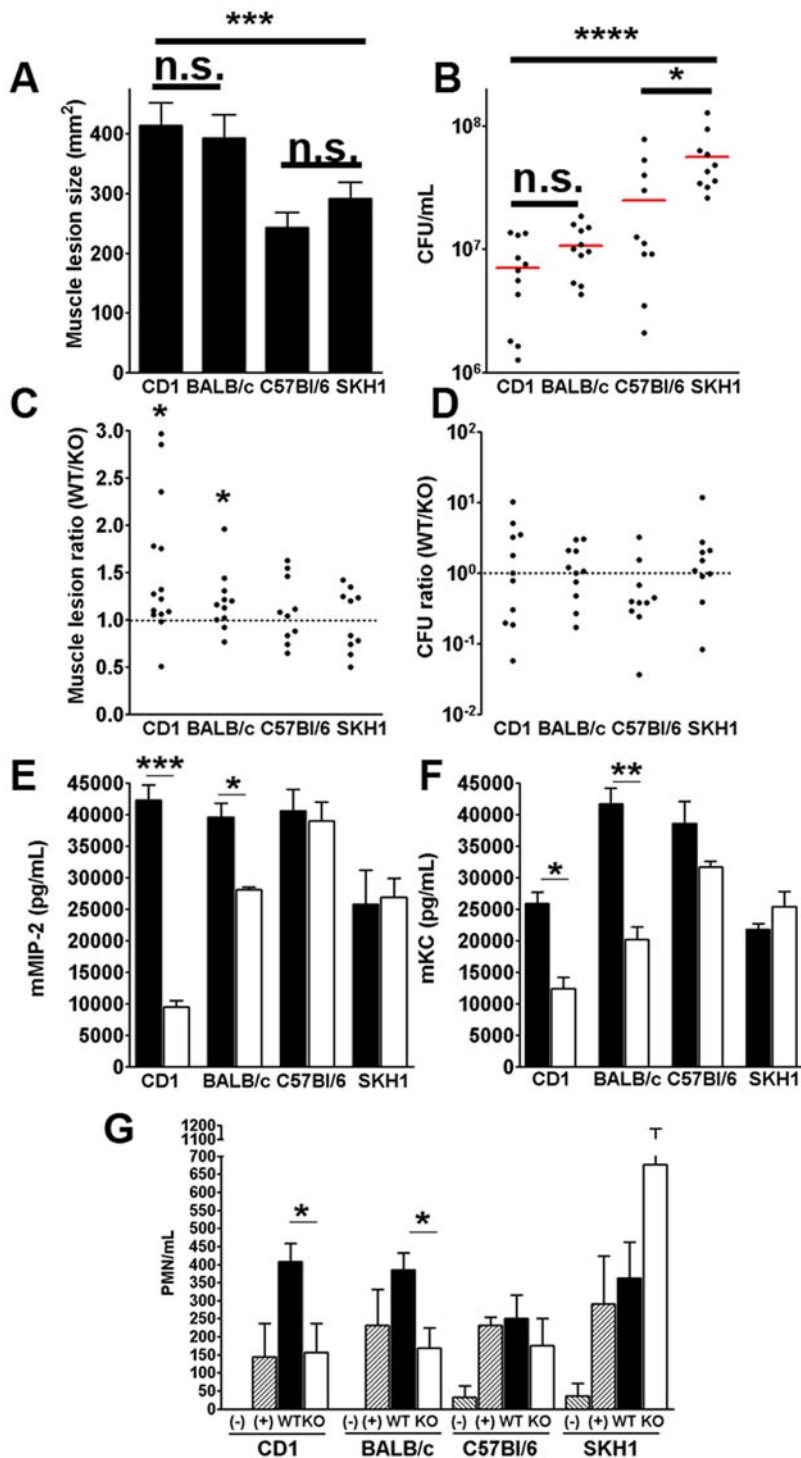 ***
n.s.
n.s.
A
Muscle lesion size (mm²)
400
300
200
100
0
CD1 BALB/c C57Bl/6 SKH1
****
*
n.s.
B
CFU/mL
10⁸
10⁷
10⁶
CD1 BALB/c C57Bl/6 SKH1
C
Muscle lesion ratio (WT/KO)
3.0
2.5
2.0
1.5
1.0
0.5
0.0
*
*
CD1 BALB/c C57Bl/6 SKH1
D
CFU ratio (WT/KO)
10²
10¹
10⁰
10⁻¹
10⁻²
CD1 BALB/c C57Bl/6 SKH1
E
mMIP-2 (pg/mL)
45000
40000
35000
30000
25000
20000
15000
10000
5000
0
***
*
CD1 BALB/c C57Bl/6 SKH1
F
mKC (pg/mL)
45000
40000
35000
30000
25000
20000
15000
10000
5000
0
*
**
CD1 BALB/c C57Bl/6 SKH1
G
PMN/mL
1200
1100
700
650
600
550
500
450
400
350
300
250
200
150
100
50
0
*
*
(-) (+) WT KO (-) (+) WT KO (-) (+) WT KO (-) (+) WT KO
CD1 BALB/c C57Bl/6 SKH1